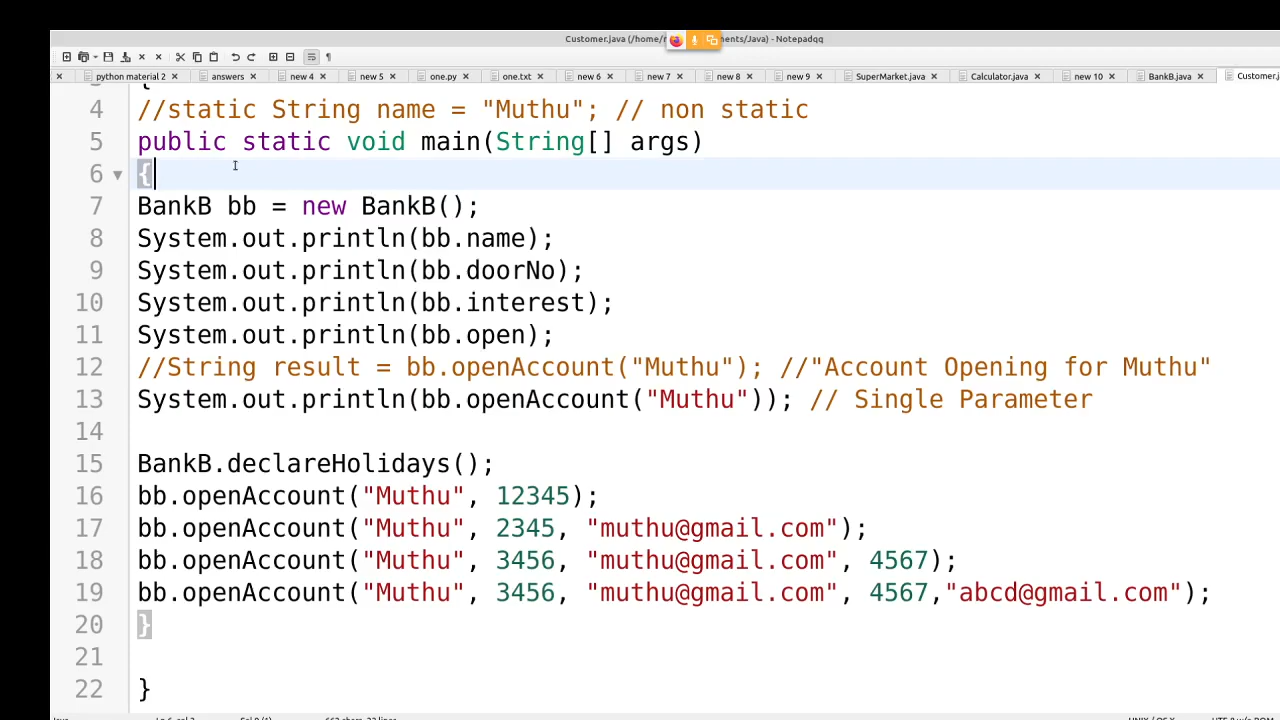 Customer.java (/home/ ments/Java) - Notepadqq
python material 2 answers new 4 new 5 one.py one.txt new 6 new 7 new 8 new 9 SuperMarket.java Calculator.java new 10 BankB.java Customer.j
{
4 //static String name = "Muthu"; // non static
5 public static void main(String[] args)
6 {
7 BankB bb = new BankB();
8 System.out.println(bb.name);
9 System.out.println(bb.doorNo);
10 System.out.println(bb.interest);
11 System.out.println(bb.open);
12 //String result = bb.openAccount("Muthu"); //"Account Opening for Muthu"
13 System.out.println(bb.openAccount("Muthu")); // Single Parameter
14
15 BankB.declareHolidays();
16 bb.openAccount("Muthu", 12345);
17 bb.openAccount("Muthu", 2345, "muthu@gmail.com");
18 bb.openAccount("Muthu", 3456, "muthu@gmail.com", 4567);
19 bb.openAccount("Muthu", 3456, "muthu@gmail.com", 4567,"abcd@gmail.com");
20 }
21
22 }